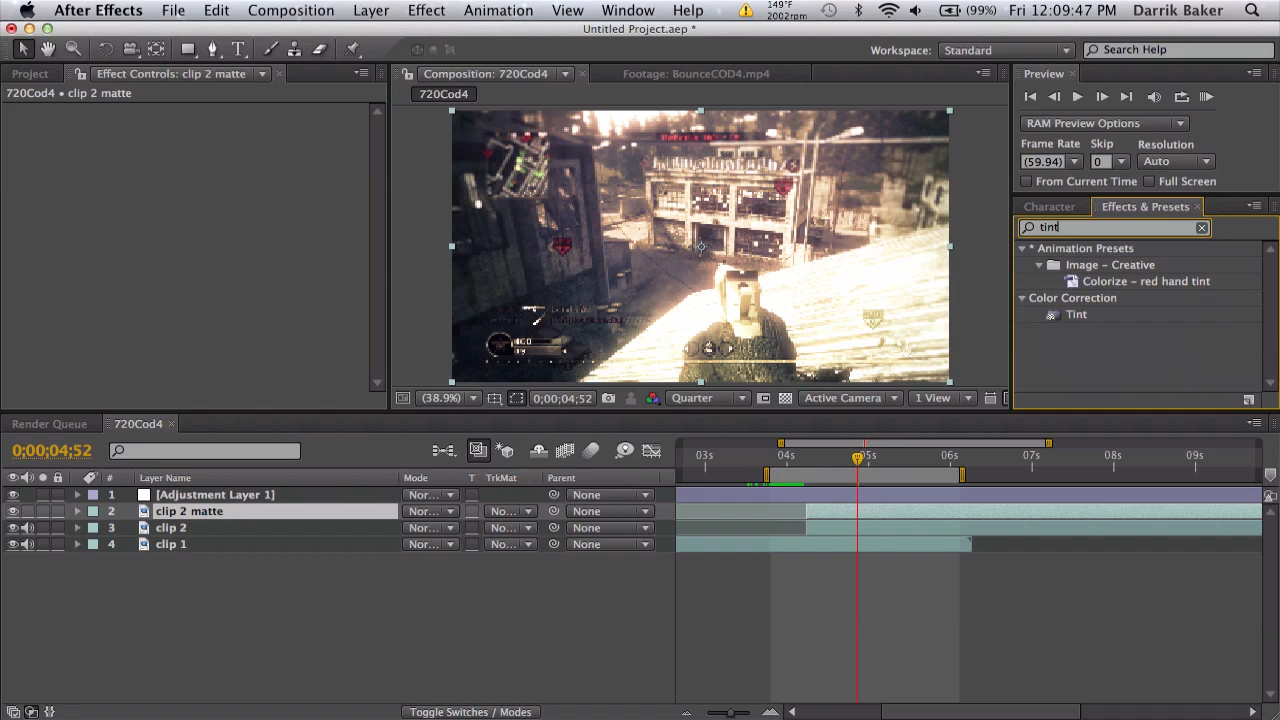 After Effects File Edit Composition Layer Effect Animation View Window Help 149°F 2002rpm (99%) Fri 12:09:47 PM Darrik Baker
Untitled Project.aep *
T Workspace: Standard Search Help
Project Effect Controls: clip 2 matte Composition: 720Cod4 Footage: BounceCOD4.mp4 Preview
720Cod4 • clip 2 matte 720Cod4
RAM Preview Options
Frame Rate Skip Resolution
(59.94) 0 Auto
From Current Time Full Screen
Character Effects & Presets
tint
* Animation Presets
Image – Creative
Colorize – red hand tint
Color Correction
Tint
(38.9%) 0;00;04;52 Quarter Active Camera 1 View
Render Queue 720Cod4
0;00;04;52 03s 04s 05s 06s 07s 08s 09s
# Layer Name Mode T TrkMat Parent
1 [Adjustment Layer 1] Nor... None
2 clip 2 matte Nor... No... None
3 clip 2 Nor... No... None
4 clip 1 Nor... No... None
Toggle Switches / Modes